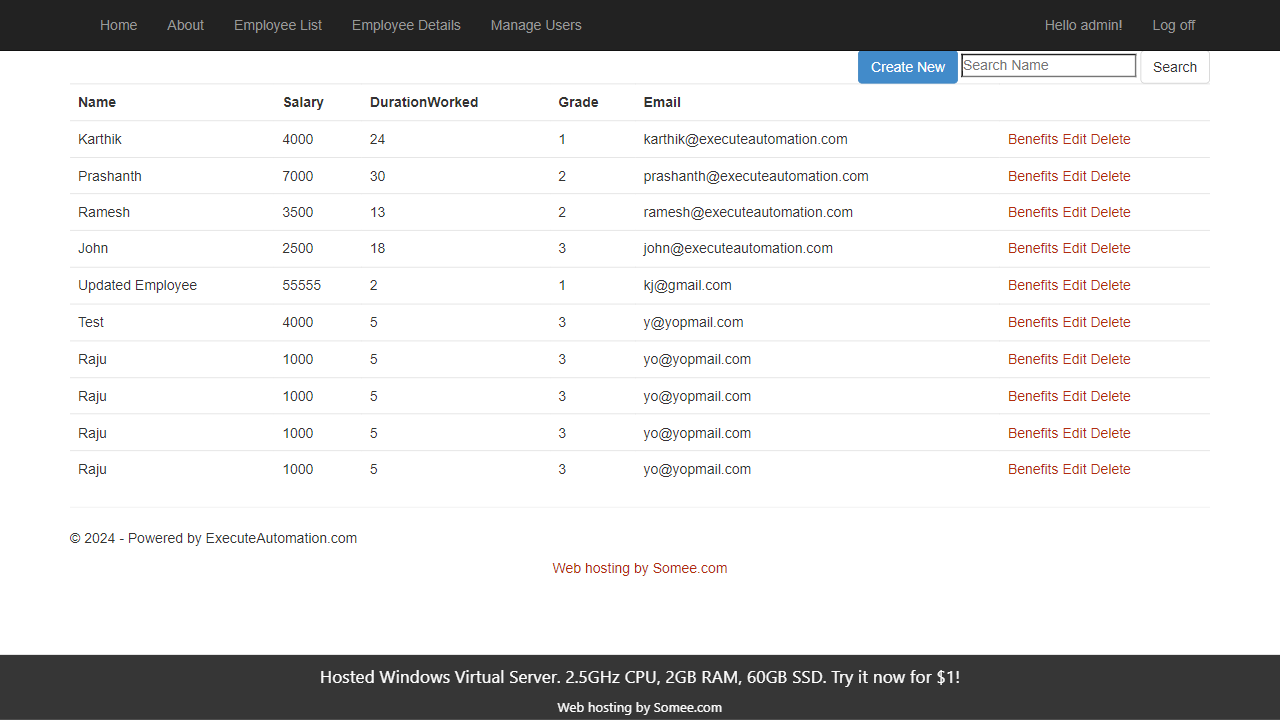 Home About Employee List Employee Details Manage Users Hello admin! Log off
Create New Search Name Search
Name Salary DurationWorked Grade Email
Karthik 4000 24 1 karthik@executeautomation.com Benefits Edit Delete
Prashanth 7000 30 2 prashanth@executeautomation.com Benefits Edit Delete
Ramesh 3500 13 2 ramesh@executeautomation.com Benefits Edit Delete
John 2500 18 3 john@executeautomation.com Benefits Edit Delete
Updated Employee 55555 2 1 kj@gmail.com Benefits Edit Delete
Test 4000 5 3 y@yopmail.com Benefits Edit Delete
Raju 1000 5 3 yo@yopmail.com Benefits Edit Delete
Raju 1000 5 3 yo@yopmail.com Benefits Edit Delete
Raju 1000 5 3 yo@yopmail.com Benefits Edit Delete
Raju 1000 5 3 yo@yopmail.com Benefits Edit Delete
© 2024 - Powered by ExecuteAutomation.com
Web hosting by Somee.com
Hosted Windows Virtual Server. 2.5GHz CPU, 2GB RAM, 60GB SSD. Try it now for $1!
Web hosting by Somee.com